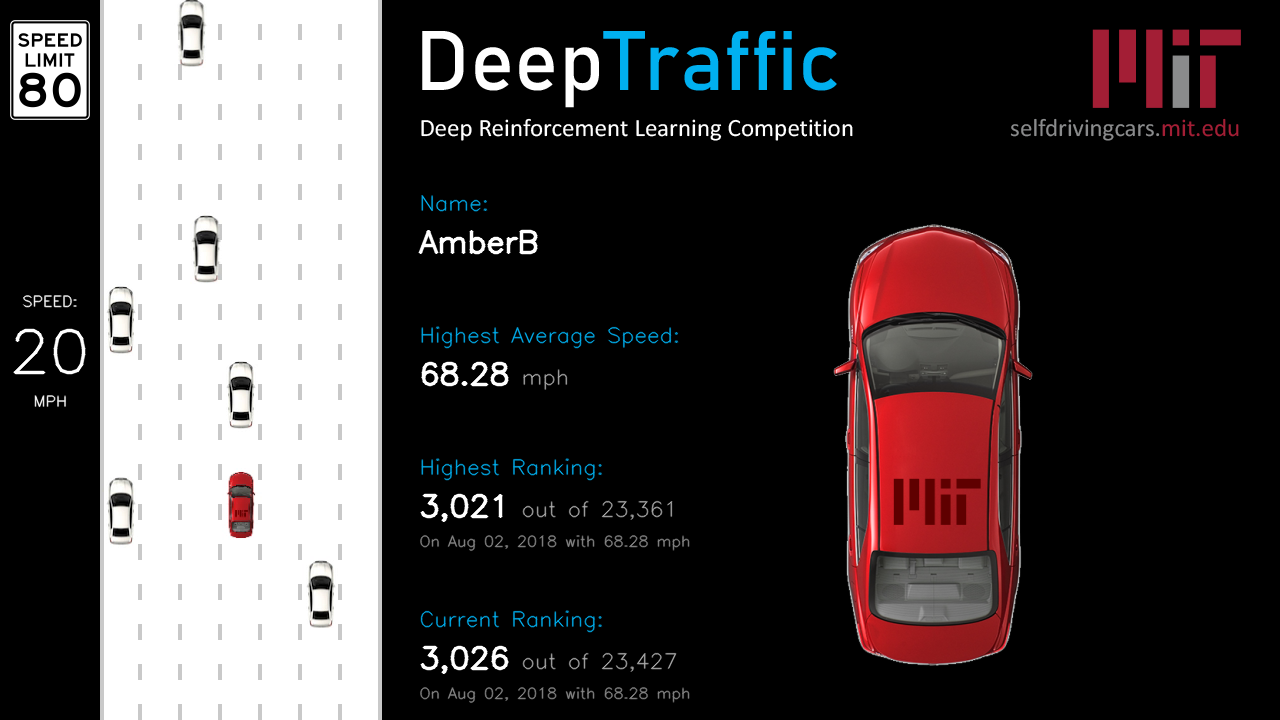 SPEED
LIMIT
80
SPEED:
20
MPH
DeepTraffic
Deep Reinforcement Learning Competition
MIT
selfdrivingcars.mit.edu
Name:
AmberB
Highest Average Speed:
68.28 mph
Highest Ranking:
3,021 out of 23,361
On Aug 02, 2018 with 68.28 mph
Current Ranking:
3,026 out of 23,427
On Aug 02, 2018 with 68.28 mph
MIT
MIT